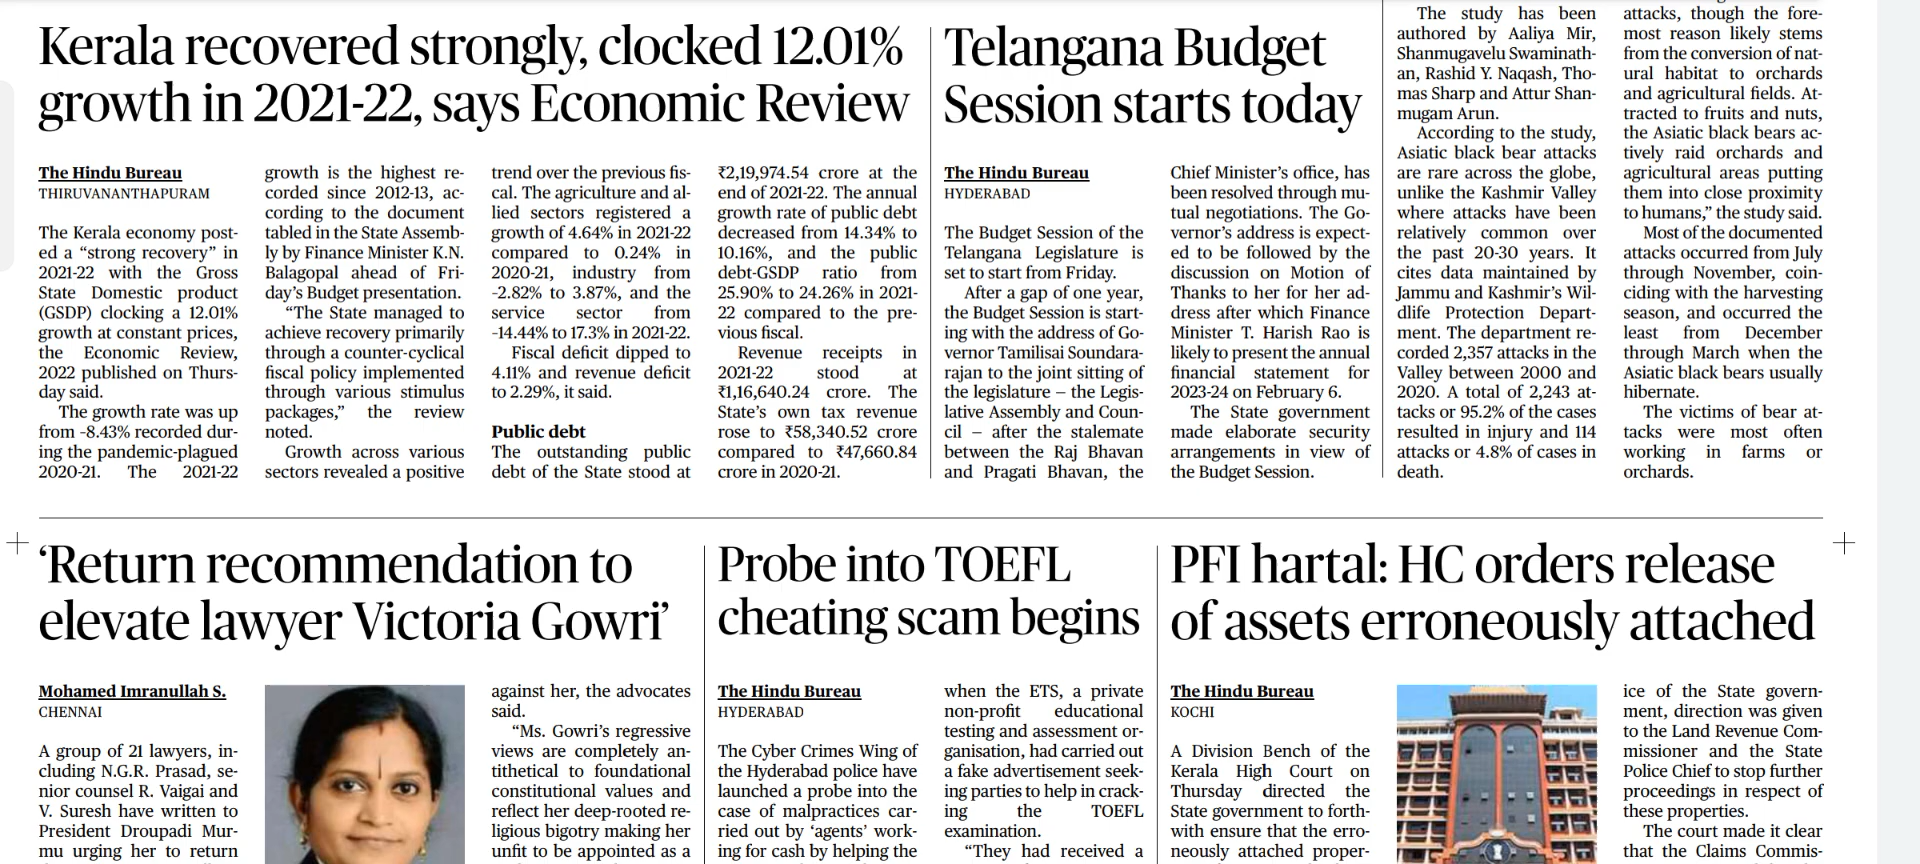 Kerala recovered strongly, clocked 12.01%
growth in 2021-22, says Economic Review
The Hindu Bureau
THIRUVANANTHAPURAM
The Kerala economy post-
ed a “strong recovery” in
2021-22 with the Gross
State Domestic product
(GSDP) clocking a 12.01%
growth at constant prices,
the Economic Review,
2022 published on Thurs-
day said.
The growth rate was up
from -8.43% recorded dur-
ing the pandemic-plagued
2020-21. The 2021-22
growth is the highest re-
corded since 2012-13, ac-
cording to the document
tabled in the State Assemb-
ly by Finance Minister K.N.
Balagopal ahead of Fri-
day’s Budget presentation.
“The State managed to
achieve recovery primarily
through a counter-cyclical
fiscal policy implemented
through various stimulus
packages,” the review
noted.
Growth across various
sectors revealed a positive
trend over the previous fis-
cal. The agriculture and al-
lied sectors registered a
growth of 4.64% in 2021-22
compared to 0.24% in
2020-21, industry from
-2.82% to 3.87%, and the
service sector from
-14.44% to 17.3% in 2021-22.
Fiscal deficit dipped to
4.11% and revenue deficit
to 2.29%, it said.
Public debt
The outstanding public
debt of the State stood at
₹2,19,974.54 crore at the
end of 2021-22. The annual
growth rate of public debt
decreased from 14.34% to
10.16%, and the public
debt-GSDP ratio from
25.90% to 24.26% in 2021-
22 compared to the pre-
vious fiscal.
Revenue receipts in
2021-22 stood at
₹1,16,640.24 crore. The
State’s own tax revenue
rose to ₹58,340.52 crore
compared to ₹47,660.84
crore in 2020-21.
Telangana Budget
Session starts today
The Hindu Bureau
HYDERABAD
The Budget Session of the
Telangana Legislature is
set to start from Friday.
After a gap of one year,
the Budget Session is start-
ing with the address of Go-
vernor Tamilisai Soundara-
rajan to the joint sitting of
the legislature – the Legis-
lative Assembly and Coun-
cil – after the stalemate
between the Raj Bhavan
and Pragati Bhavan, the
Chief Minister’s office, has
been resolved through mu-
tual negotiations. The Go-
vernor’s address is expect-
ed to be followed by the
discussion on Motion of
Thanks to her for her ad-
dress after which Finance
Minister T. Harish Rao is
likely to present the annual
financial statement for
2023-24 on February 6.
The State government
made elaborate security
arrangements in view of
the Budget Session.
The study has been
authored by Aaliya Mir,
Shanmugavelu Swaminath-
an, Rashid Y. Naqash, Tho-
mas Sharp and Attur Shan-
mugam Arun.
According to the study,
Asiatic black bear attacks
are rare across the globe,
unlike the Kashmir Valley
where attacks have been
relatively common over
the past 20-30 years. It
cites data maintained by
Jammu and Kashmir’s Wil-
dlife Protection Depart-
ment. The department re-
corded 2,357 attacks in the
Valley between 2000 and
2020. A total of 2,243 at-
tacks or 95.2% of the cases
resulted in injury and 114
attacks or 4.8% of cases in
death.
attacks, though the fore-
most reason likely stems
from the conversion of nat-
ural habitat to orchards
and agricultural fields. At-
tracted to fruits and nuts,
the Asiatic black bears ac-
tively raid orchards and
agricultural areas putting
them into close proximity
to humans,” the study said.
Most of the documented
attacks occurred from July
through November, coin-
ciding with the harvesting
season, and occurred the
least from December
through March when the
Asiatic black bears usually
hibernate.
The victims of bear at-
tacks were most often
working in farms or
orchards.
‘Return recommendation to
elevate lawyer Victoria Gowri’
Mohamed Imranullah S.
CHENNAI
A group of 21 lawyers, in-
cluding N.G.R. Prasad, se-
nior counsel R. Vaigai and
V. Suresh have written to
President Droupadi Mur-
mu urging her to return
against her, the advocates
said.
“Ms. Gowri’s regressive
views are completely an-
tithetical to foundational
constitutional values and
reflect her deep-rooted re-
ligious bigotry making her
unfit to be appointed as a
Probe into TOEFL
cheating scam begins
The Hindu Bureau
HYDERABAD
The Cyber Crimes Wing of
the Hyderabad police have
launched a probe into the
case of malpractices car-
ried out by ‘agents’ work-
ing for cash by helping the
when the ETS, a private
non-profit educational
testing and assessment or-
ganisation, had carried out
a fake advertisement seek-
ing parties to help in crack-
ing the TOEFL
examination.
“They had received a
PFI hartal: HC orders release
of assets erroneously attached
The Hindu Bureau
KOCHI
A Division Bench of the
Kerala High Court on
Thursday directed the
State government to forth-
with ensure that the erro-
neously attached proper-
ice of the State govern-
ment, direction was given
to the Land Revenue Com-
missioner and the State
Police Chief to stop further
proceedings in respect of
these properties.
The court made it clear
that the Claims Commis-